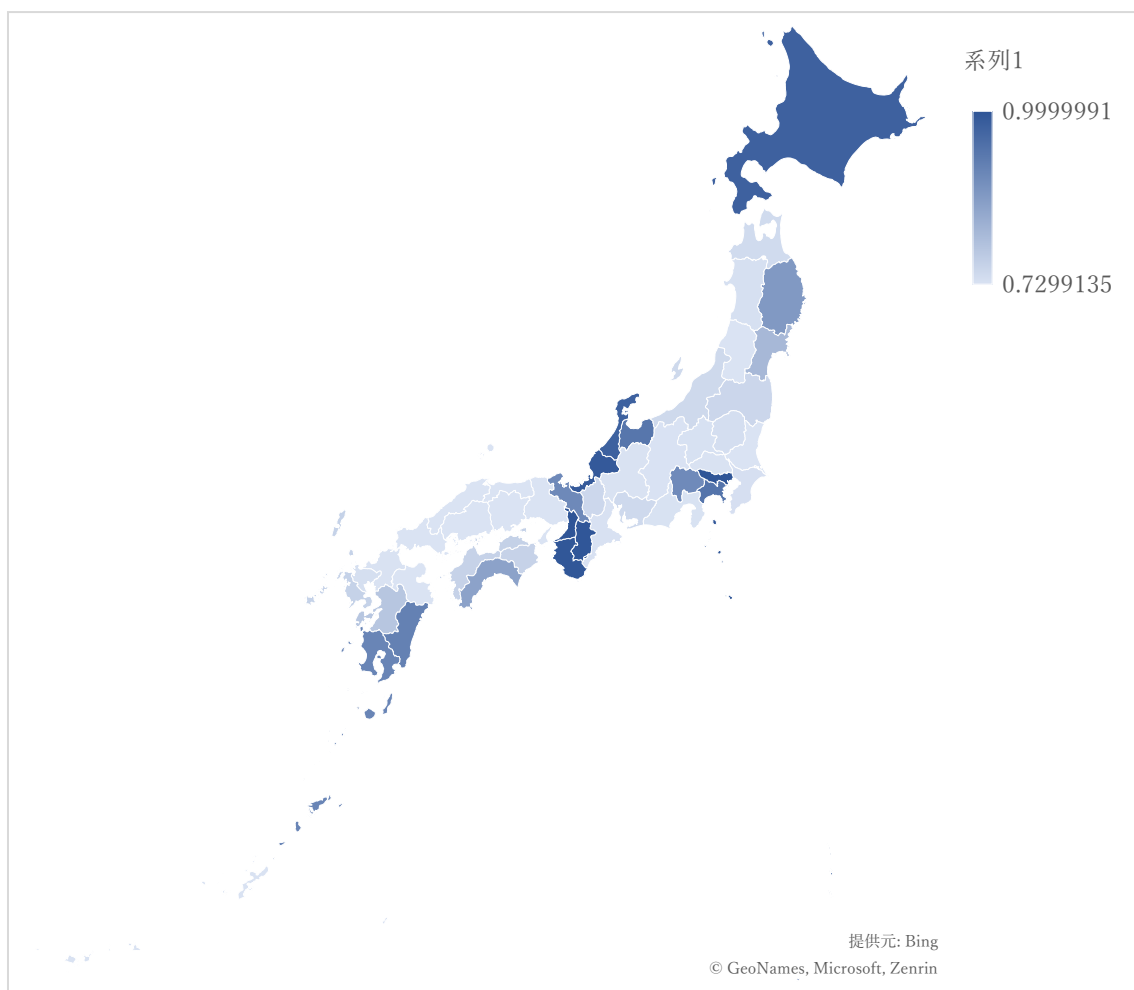 系列1
0.9999991
0.7299135
提供元: Bing
© GeoNames, Microsoft, Zenrin